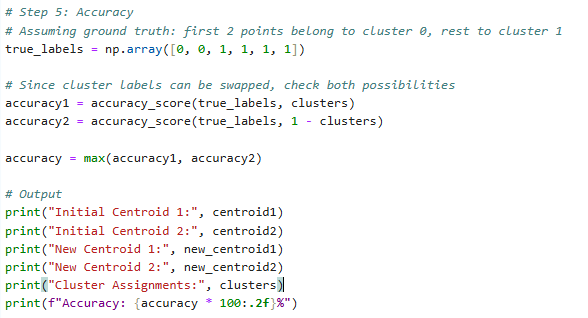 # Step 5: Accuracy
# Assuming ground truth: first 2 points belong to cluster 0, rest to cluster 1
true_labels = np.array([0, 0, 1, 1, 1, 1])
# Since cluster labels can be swapped, check both possibilities
accuracy1 = accuracy_score(true_labels, clusters)
accuracy2 = accuracy_score(true_labels, 1 - clusters)
accuracy = max(accuracy1, accuracy2)
# Output
print("Initial Centroid 1:", centroid1)
print("Initial Centroid 2:", centroid2)
print("New Centroid 1:", new_centroid1)
print("New Centroid 2:", new_centroid2)
print("Cluster Assignments:", clusters)
print(f"Accuracy: {accuracy * 100:.2f}%")